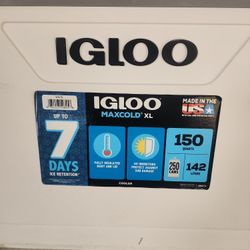 IGLOO
IGLOO
MAXCOLD® XL
MADE IN THE
USA
UP TO
7
DAYS
ICE RETENTION
FULLY INSULATED
BODY AND LID
UV INHIBITORS
PROTECT AGAINST
SUN DAMAGE
150
QUARTS
250
CANS
142
LITERS
COOLER